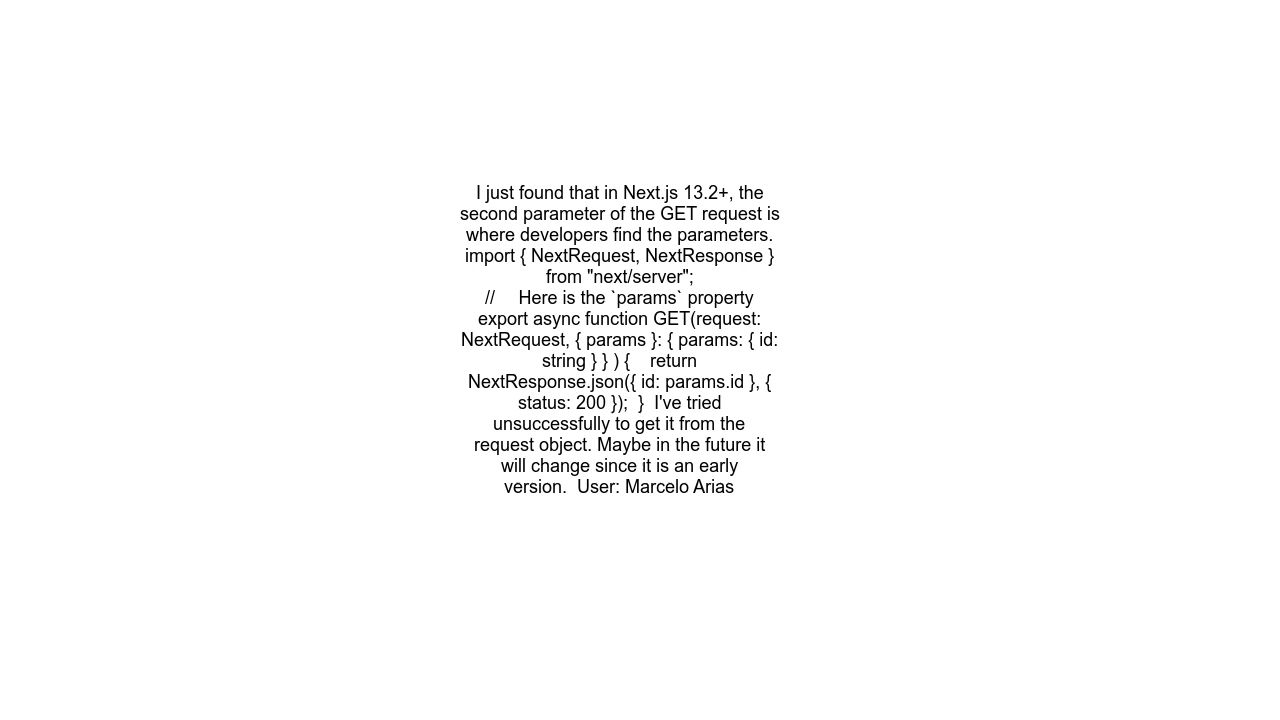 I just found that in Next.js 13.2+, the
second parameter of the GET request is
where developers find the parameters.
import { NextRequest, NextResponse }
from "next/server";
//     Here is the `params` property
export async function GET(request:
NextRequest, { params }: { params: { id:
string } } ) {    return
NextResponse.json({ id: params.id }, {
status: 200 });  }  I've tried
unsuccessfully to get it from the
request object. Maybe in the future it
will change since it is an early
version.  User: Marcelo Arias